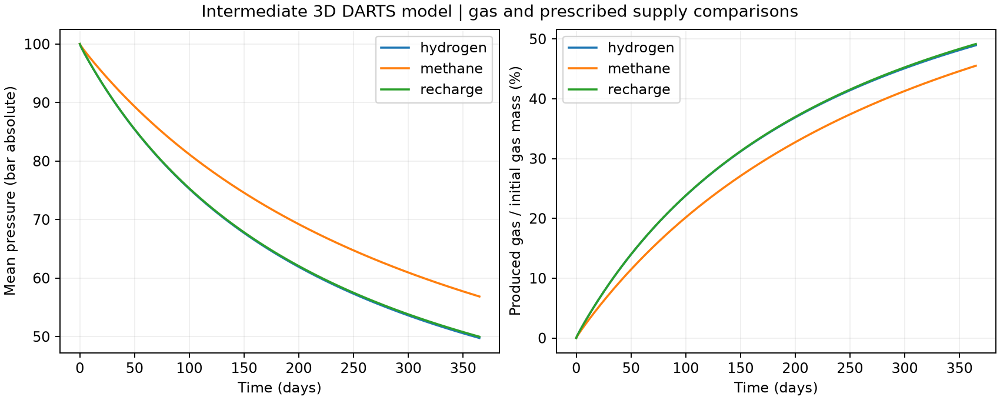 Intermediate 3D DARTS model | gas and prescribed supply comparisons
Mean pressure (bar absolute)
100
90
80
70
60
50
0 50 100 150 200 250 300 350
Time (days)
hydrogen
methane
recharge
Produced gas / initial gas mass (%)
50
40
30
20
10
0
0 50 100 150 200 250 300 350
Time (days)
hydrogen
methane
recharge